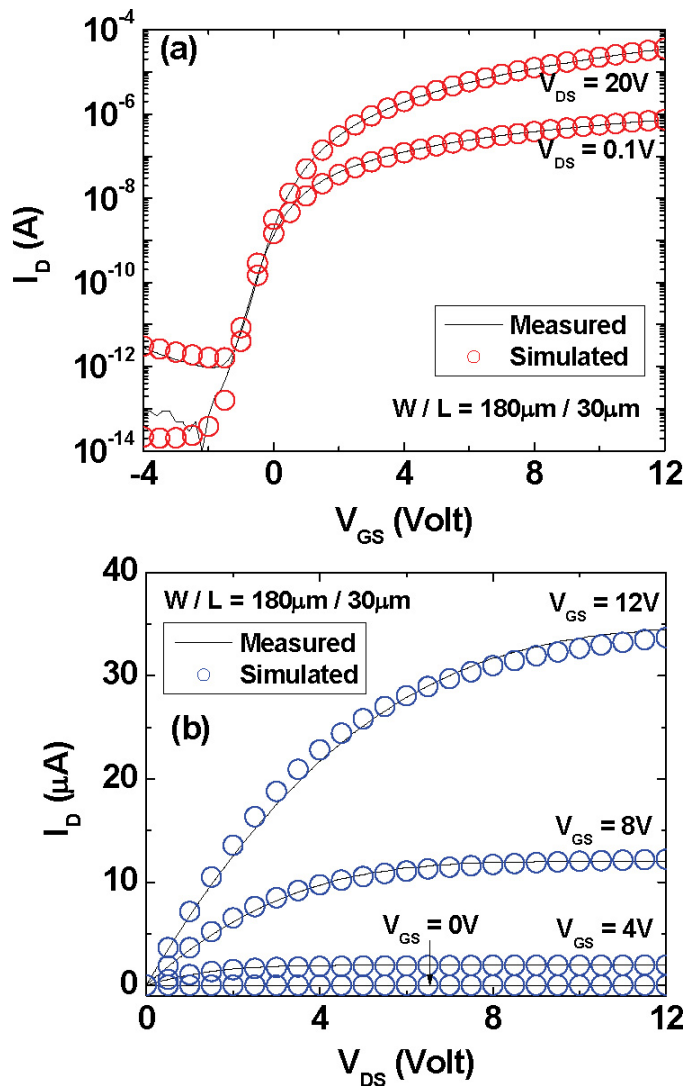 (a)
10^-4
10^-6
10^-8
10^-10
10^-12
10^-14
I_D (A)
V_DS = 20V
V_DS = 0.1V
Measured
Simulated
W / L = 180μm / 30μm
-4 0 4 8 12
V_GS (Volt)
40
30
20
10
0
I_D (μA)
W / L = 180μm / 30μm
Measured
Simulated
(b)
V_GS = 12V
V_GS = 8V
V_GS = 0V
V_GS = 4V
0 4 8 12
V_DS (Volt)